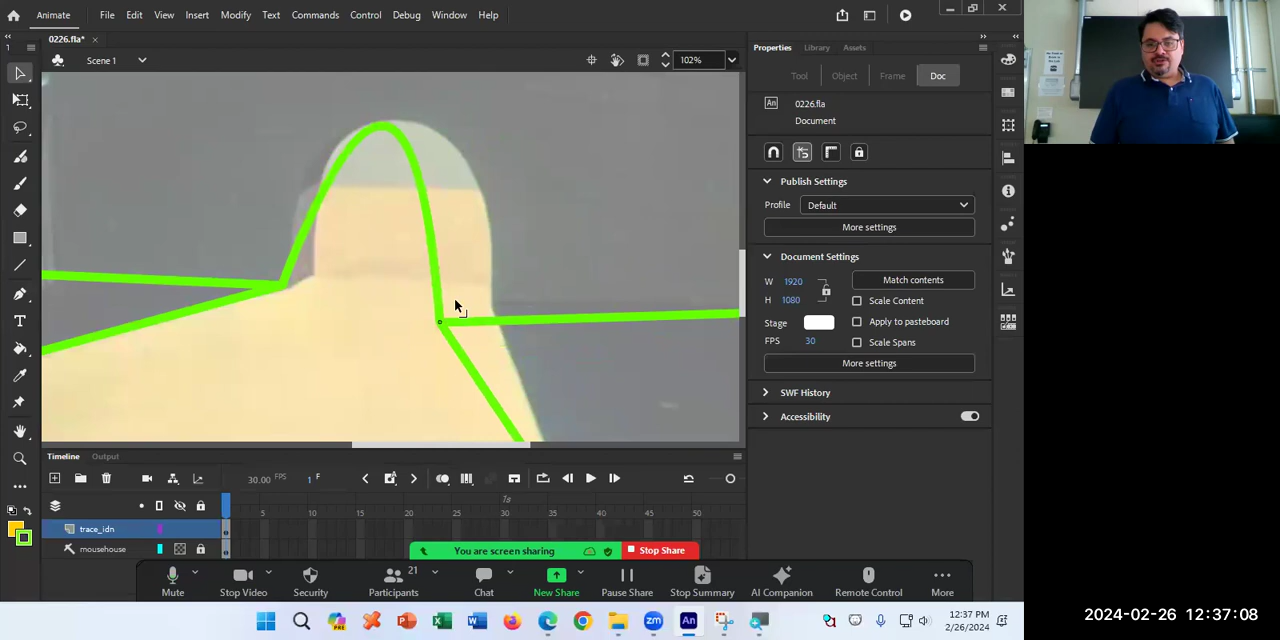 Animate
File
Edit
View
Insert
Modify
Text
Commands
Control
Debug
Window
Help
0226.fla*
1
Scene 1
102%
Properties
Library
Assets
Tool
Object
Frame
Doc
An
0226.fla
Document
Publish Settings
Profile
Default
More settings
Document Settings
W 1920
Match contents
H 1080
Scale Content
Stage
Apply to pasteboard
FPS 30
Scale Spans
More settings
SWF History
Accessibility
Timeline
Output
30.00 FPS
1 F
1s
5 10 15 20 25 30 35 40 45 50
trace_idn
mousehouse
You are screen sharing
Stop Share
Mute
Stop Video
Security
Participants
21
Chat
New Share
Pause Share
Stop Summary
AI Companion
Remote Control
More
12:37 PM
2/26/2024
2024-02-26 12:37:08